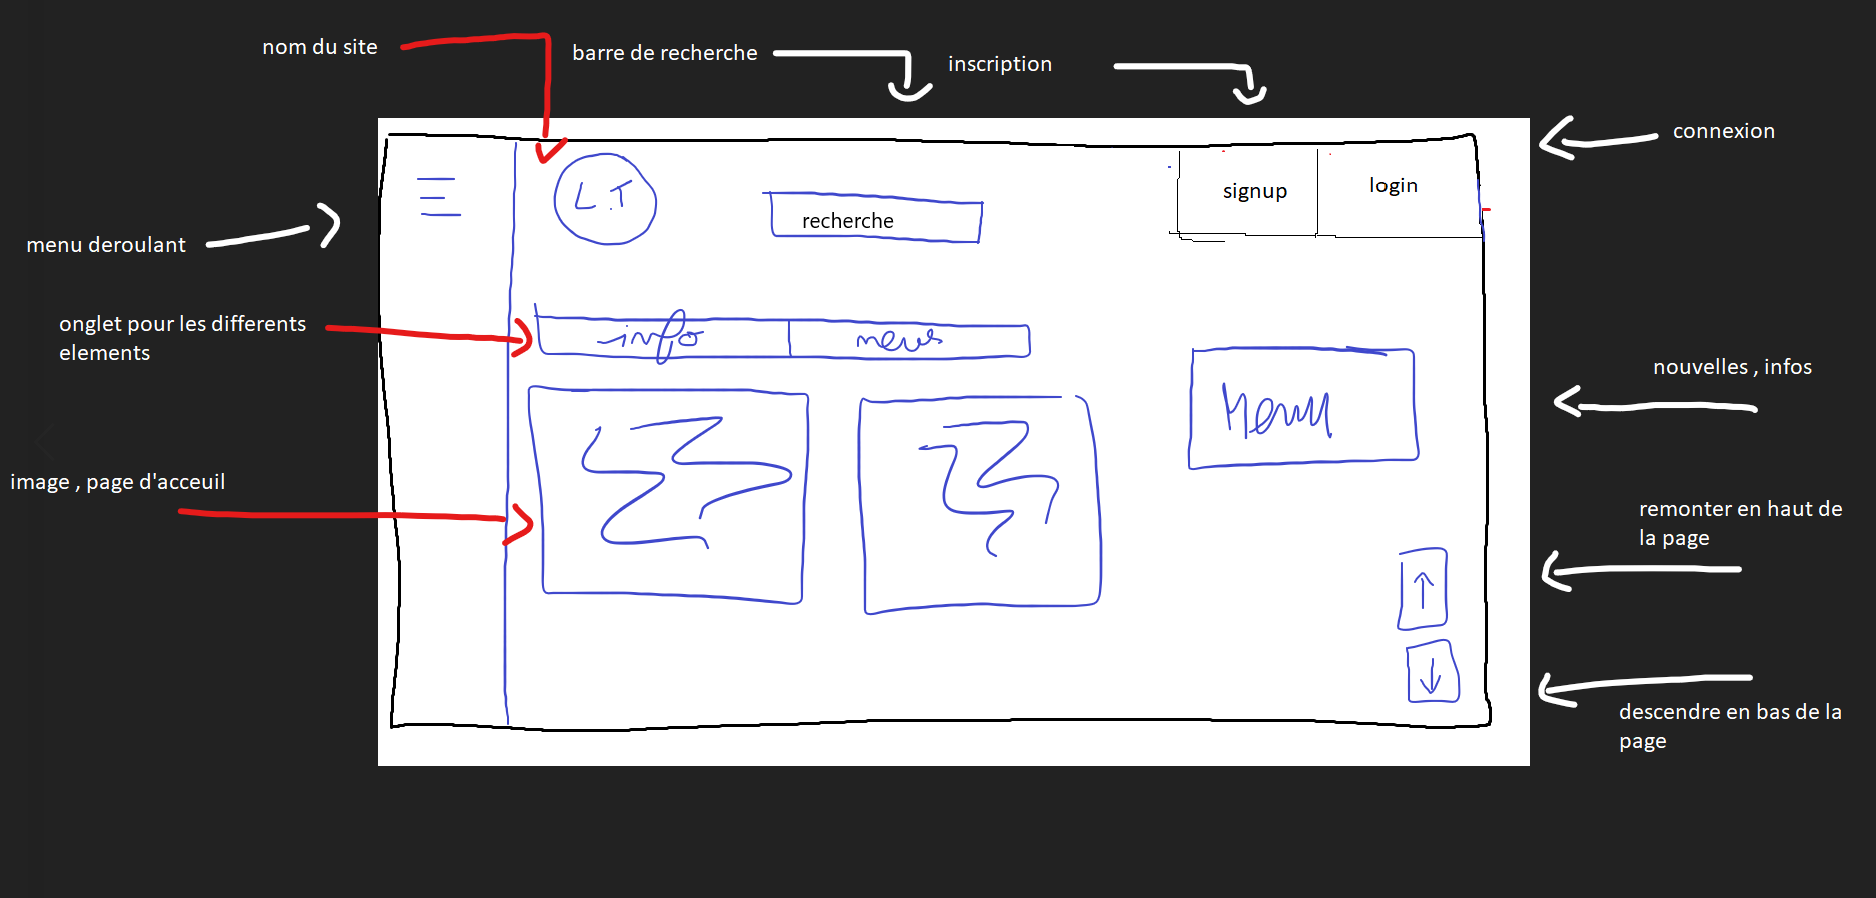 nom du site
barre de recherche
inscription
connexion
L.T
signup
login
recherche
menu deroulant
onglet pour les differents
elements
info
news
nouvelles , infos
Menu
image , page d'acceuil
remonter en haut de
la page
descendre en bas de la
page